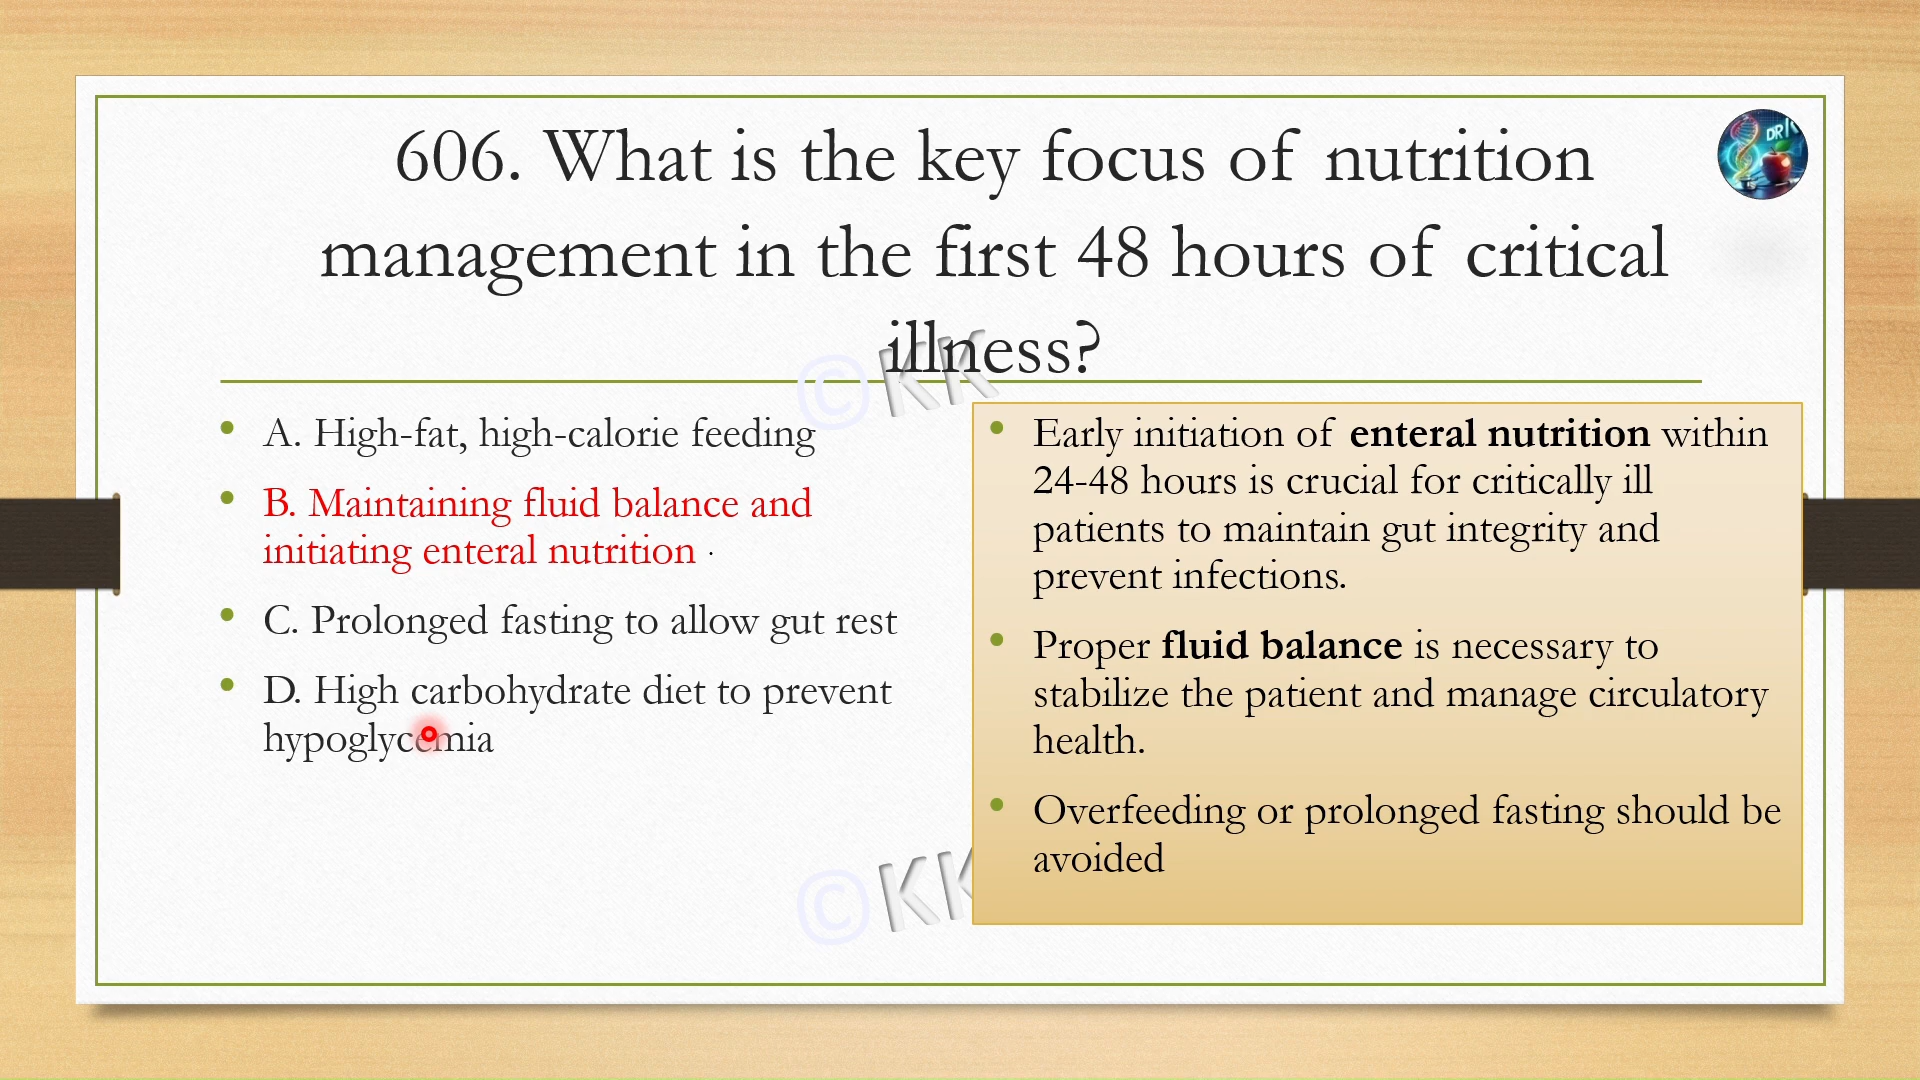 606. What is the key focus of nutrition
management in the first 48 hours of critical
illness?
• A. High-fat, high-calorie feeding
• B. Maintaining fluid balance and
initiating enteral nutrition .
• C. Prolonged fasting to allow gut rest
• D. High carbohydrate diet to prevent
hypoglycemia
• Early initiation of enteral nutrition within
24-48 hours is crucial for critically ill
patients to maintain gut integrity and
prevent infections.
• Proper fluid balance is necessary to
stabilize the patient and manage circulatory
health.
• Overfeeding or prolonged fasting should be
avoided
©KK
©KK
DR K